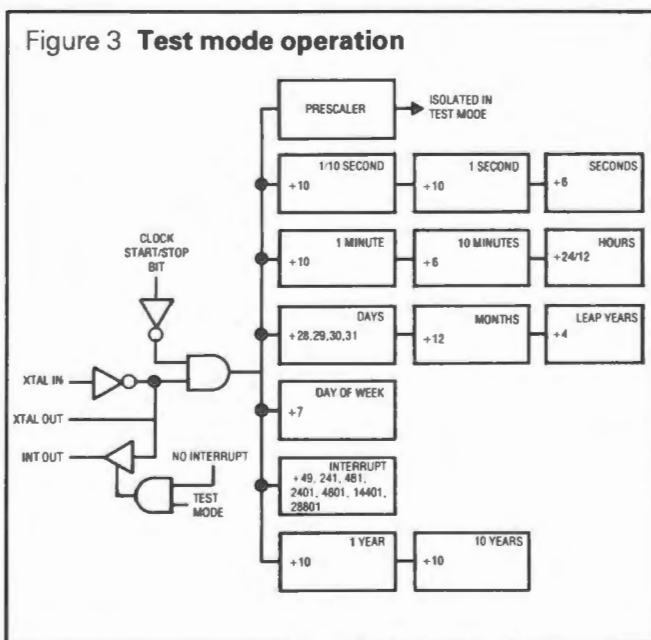 Figure 3 Test mode operation
PRESCALER
ISOLATED IN
TEST MODE
1/10 SECOND
+10
1 SECOND
+10
SECONDS
+6
CLOCK
START/STOP
BIT
1 MINUTE
+10
10 MINUTES
+6
HOURS
+24/12
DAYS
+28,29,30,31
MONTHS
+12
LEAP YEARS
+4
XTAL IN
XTAL OUT
INT OUT
NO INTERRUPT
TEST
MODE
DAY OF WEEK
+7
INTERRUPT
+49, 241, 481,
2401, 4801, 14401,
28801
1 YEAR
+10
10 YEARS
+10